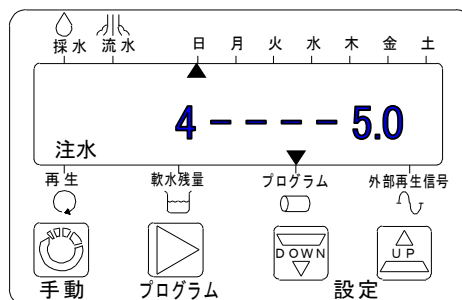 採水 流水 日 月 火 水 木 金 土
4----5.0
注水
再生 軟水残量 プログラム 外部再生信号
DOWN UP
手動 プログラム 設定